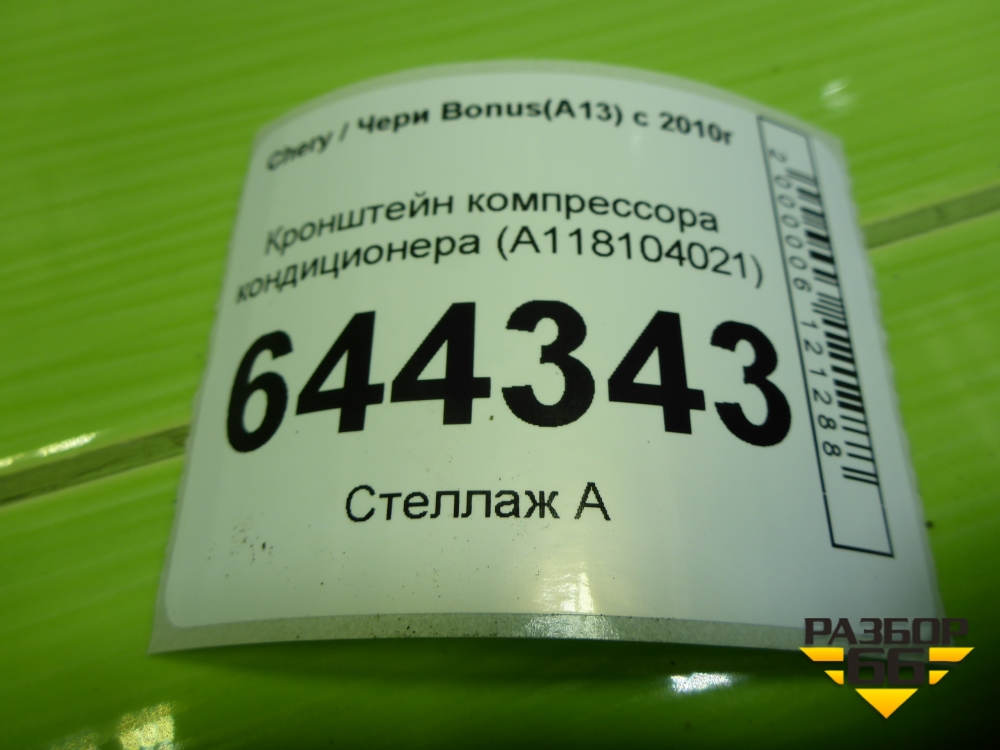 Chery / Чери Bonus(A13) с 2010г
Кронштейн компрессора
кондиционера (A118104021)
644343
Стеллаж А
2000006121288
РАЗБОР
66